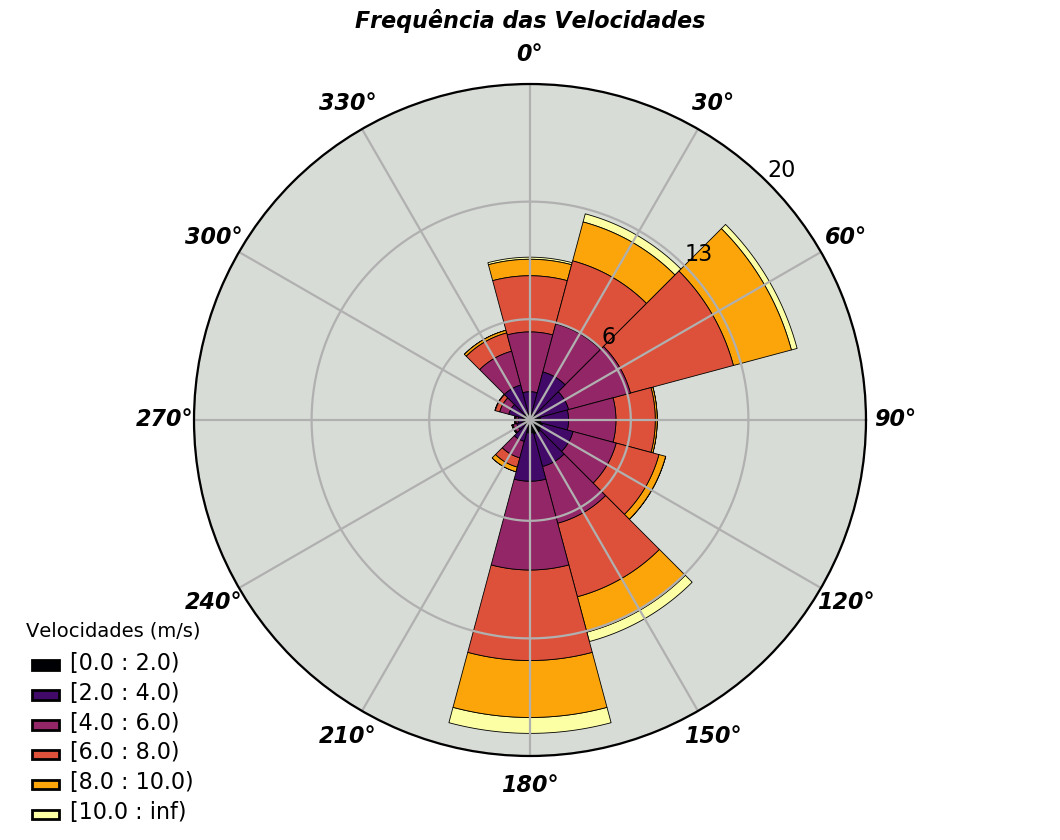 Frequência das Velocidades
0°
330°
30°
20
300°
60°
13
6
270°
90°
240°
120°
210°
150°
180°
Velocidades (m/s)
[0.0 : 2.0)
[2.0 : 4.0)
[4.0 : 6.0)
[6.0 : 8.0)
[8.0 : 10.0)
[10.0 : inf)